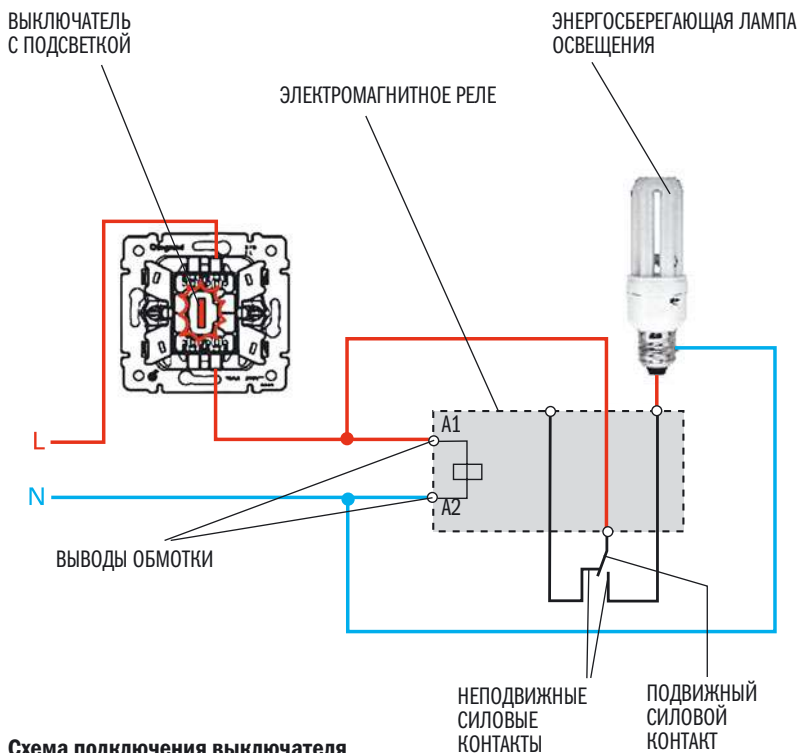 ВЫКЛЮЧАТЕЛЬ
С ПОДСВЕТКОЙ
ЭНЕРГОСБЕРЕГАЮЩАЯ ЛАМПА
ОСВЕЩЕНИЯ
ЭЛЕКТРОМАГНИТНОЕ РЕЛЕ
L
N
A1
A2
ВЫВОДЫ ОБМОТКИ
НЕПОДВИЖНЫЕ
СИЛОВЫЕ
КОНТАКТЫ
ПОДВИЖНЫЙ
СИЛОВОЙ
КОНТАКТ
Схема подключения выключателя